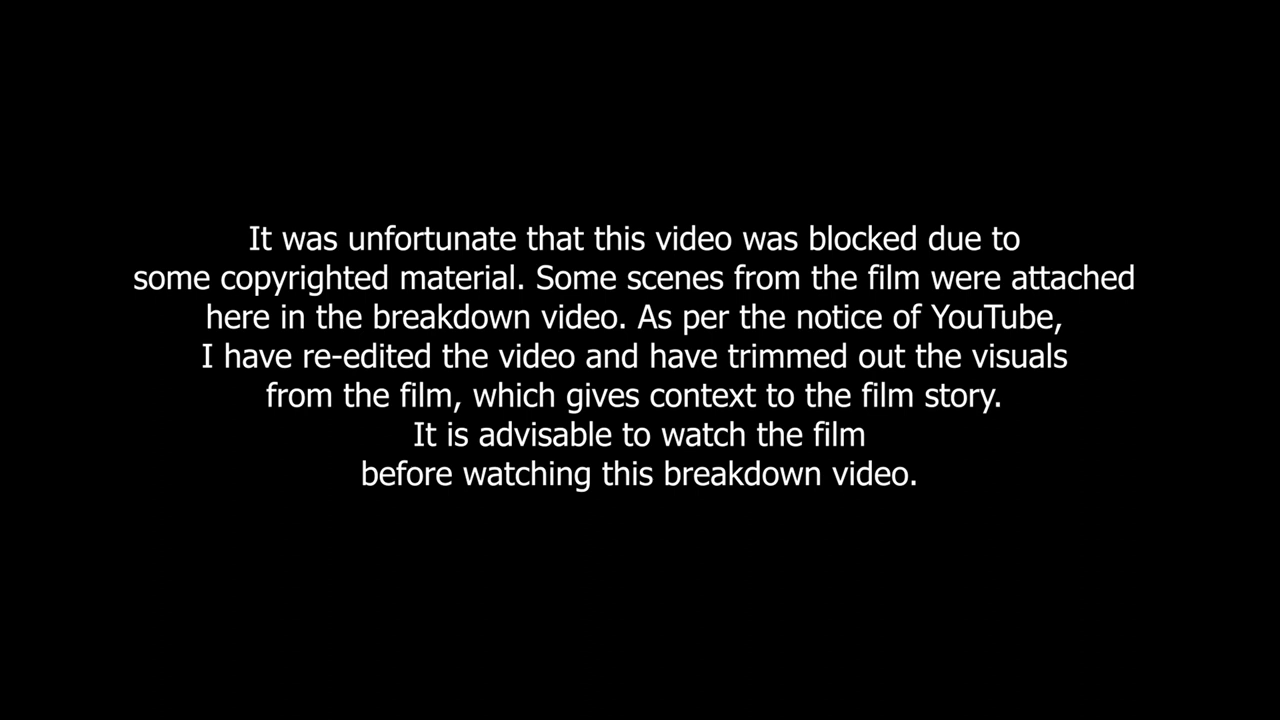 It was unfortunate that this video was blocked due to
some copyrighted material. Some scenes from the film were attached
here in the breakdown video. As per the notice of YouTube,
I have re-edited the video and have trimmed out the visuals
from the film, which gives context to the film story.
It is advisable to watch the film
before watching this breakdown video.